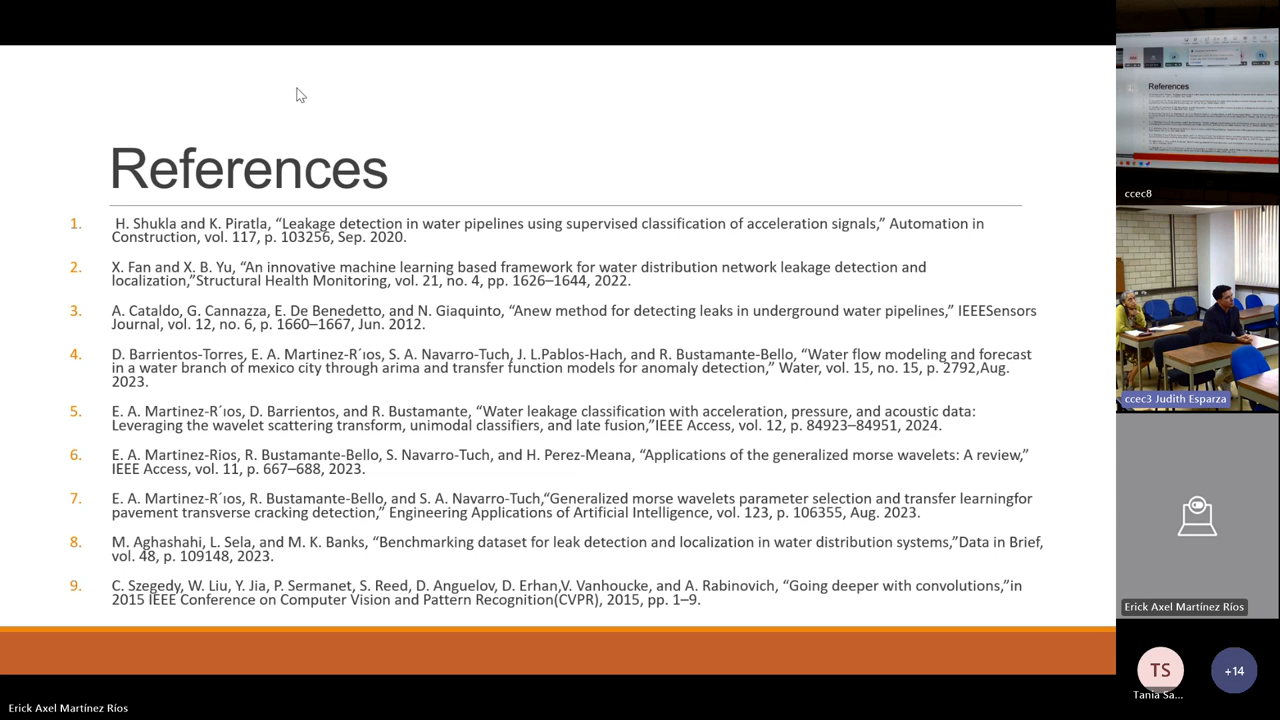 References
1. H. Shukla and K. Piratla, “Leakage detection in water pipelines using supervised classification of acceleration signals,” Automation in
Construction, vol. 117, p. 103256, Sep. 2020.
2. X. Fan and X. B. Yu, “An innovative machine learning based framework for water distribution network leakage detection and
localization,”Structural Health Monitoring, vol. 21, no. 4, pp. 1626–1644, 2022.
3. A. Cataldo, G. Cannazza, E. De Benedetto, and N. Giaquinto, “Anew method for detecting leaks in underground water pipelines,” IEEESensors
Journal, vol. 12, no. 6, p. 1660–1667, Jun. 2012.
4. D. Barrientos-Torres, E. A. Martinez-R´ıos, S. A. Navarro-Tuch, J. L.Pablos-Hach, and R. Bustamante-Bello, “Water flow modeling and forecast
in a water branch of mexico city through arima and transfer function models for anomaly detection,” Water, vol. 15, no. 15, p. 2792,Aug.
2023.
5. E. A. Martinez-R´ıos, D. Barrientos, and R. Bustamante, “Water leakage classification with acceleration, pressure, and acoustic data:
Leveraging the wavelet scattering transform, unimodal classifiers, and late fusion,”IEEE Access, vol. 12, p. 84923–84951, 2024.
6. E. A. Martinez-Rios, R. Bustamante-Bello, S. Navarro-Tuch, and H. Perez-Meana, “Applications of the generalized morse wavelets: A review,”
IEEE Access, vol. 11, p. 667–688, 2023.
7. E. A. Martinez-R´ıos, R. Bustamante-Bello, and S. A. Navarro-Tuch,“Generalized morse wavelets parameter selection and transfer learningfor
pavement transverse cracking detection,” Engineering Applications of Artificial Intelligence, vol. 123, p. 106355, Aug. 2023.
8. M. Aghashahi, L. Sela, and M. K. Banks, “Benchmarking dataset for leak detection and localization in water distribution systems,”Data in Brief,
vol. 48, p. 109148, 2023.
9. C. Szegedy, W. Liu, Y. Jia, P. Sermanet, S. Reed, D. Anguelov, D. Erhan,V. Vanhoucke, and A. Rabinovich, “Going deeper with convolutions,”in
2015 IEEE Conference on Computer Vision and Pattern Recognition(CVPR), 2015, pp. 1–9.
Erick Axel Martínez Ríos
References
ccec8
ccec3 Judith Esparza
Erick Axel Martínez Ríos
TS
+14
Tania Sa...